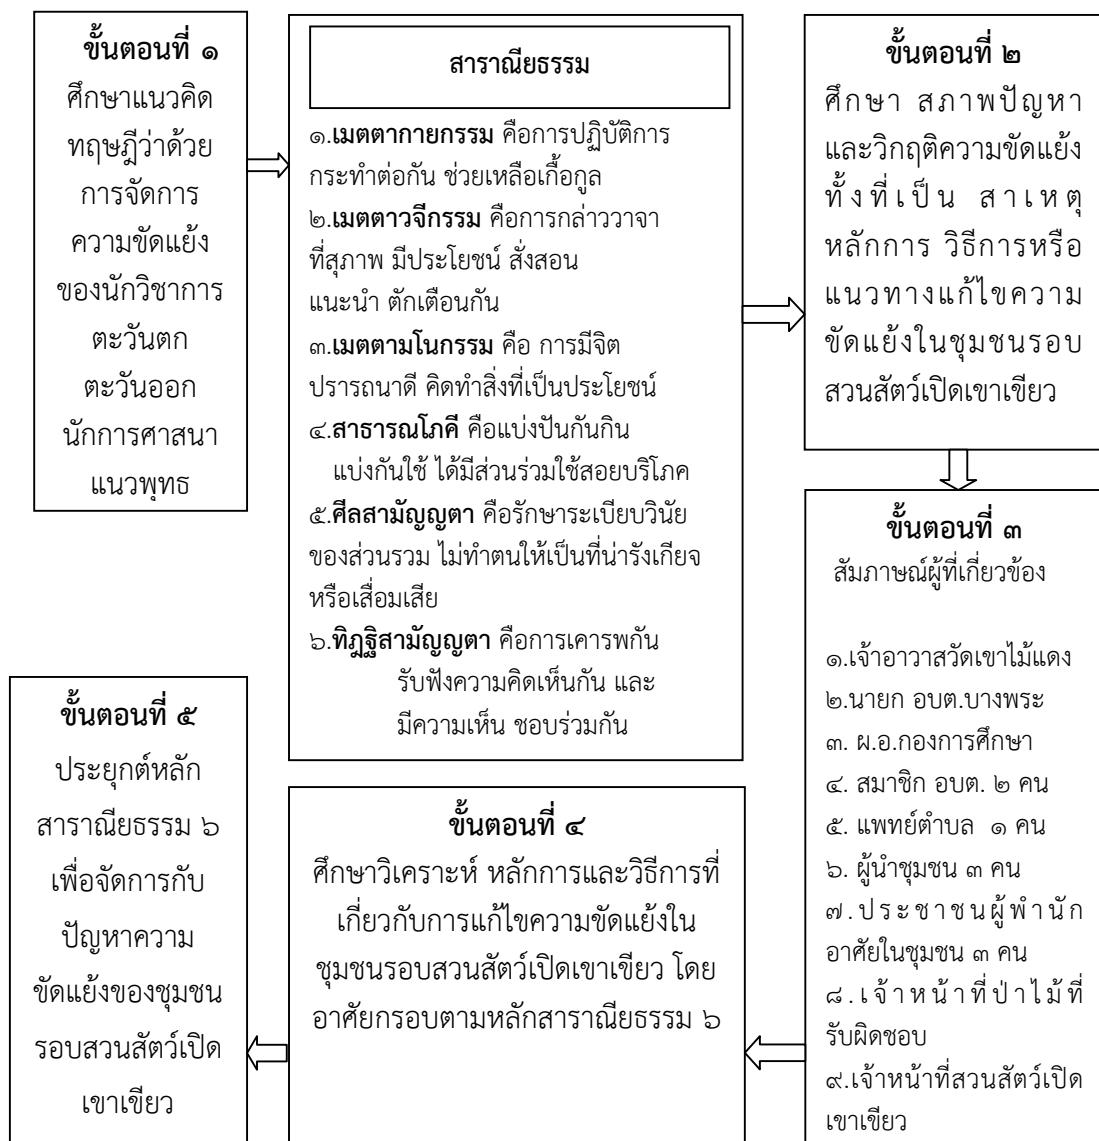 ขั้นตอนที่ ๑
ศึกษาแนวคิด
ทฤษฎีว่าด้วย
การจัดการ
ความขัดแย้ง
ของนักวิชาการ
ตะวันตก
ตะวันออก
นักการศาสนา
แนวพุทธ
สาราณียธรรม
๑.เมตตากายกรรม คือการปฏิบัติการ
กระทำต่อกัน ช่วยเหลือเกื้อกูล
๒.เมตตาวจีกรรม คือการกล่าววาจา
ที่สุภาพ มีประโยชน์ สั่งสอน
แนะนำ ตักเตือนกัน
๓.เมตตามโนกรรม คือ การมีจิต
ปรารถนาดี คิดทำสิ่งที่เป็นประโยชน์
๔.สาธารณโภคี คือแบ่งปันกันกิน
แบ่งกันใช้ ได้มีส่วนร่วมใช้สอยบริโภค
๕.ศีลสามัญญตา คือรักษาระเบียบวินัย
ของส่วนรวม ไม่ทำตนให้เป็นที่น่ารังเกียจ
หรือเสื่อมเสีย
๖.ทิฏฐิสามัญญตา คือการเคารพกัน
รับฟังความคิดเห็นกัน และ
มีความเห็น ชอบร่วมกัน
ขั้นตอนที่ ๒
ศึกษา สภาพปัญหา
และวิกฤติความขัดแย้ง
ทั้งที่เป็น สาเหตุ
หลักการ วิธีการหรือ
แนวทางแก้ไขความ
ขัดแย้งในชุมชนรอบ
สวนสัตว์เปิดเขาเขียว
ขั้นตอนที่ ๓
สัมภาษณ์ผู้ที่เกี่ยวข้อง
๑.เจ้าอาวาสวัดเขาไม้แดง
๒.นายก อบต.บางพระ
๓. ผ.อ.กองการศึกษา
๔. สมาชิก อบต. ๒ คน
๕. แพทย์ตำบล ๑ คน
๖. ผู้นำชุมชน ๓ คน
๗.ประชาชนผู้พำนัก
อาศัยในชุมชน ๓ คน
๘.เจ้าหน้าที่ป่าไม้ที่
รับผิดชอบ
๙.เจ้าหน้าที่สวนสัตว์เปิด
เขาเขียว
ขั้นตอนที่ ๔
ศึกษาวิเคราะห์ หลักการและวิธีการที่
เกี่ยวกับการแก้ไขความขัดแย้งใน
ชุมชนรอบสวนสัตว์เปิดเขาเขียว โดย
อาศัยกรอบตามหลักสาราณียธรรม ๖
ขั้นตอนที่ ๕
ประยุกต์หลัก
สาราณียธรรม ๖
เพื่อจัดการกับ
ปัญหาความ
ขัดแย้งของชุมชน
รอบสวนสัตว์เปิด
เขาเขียว